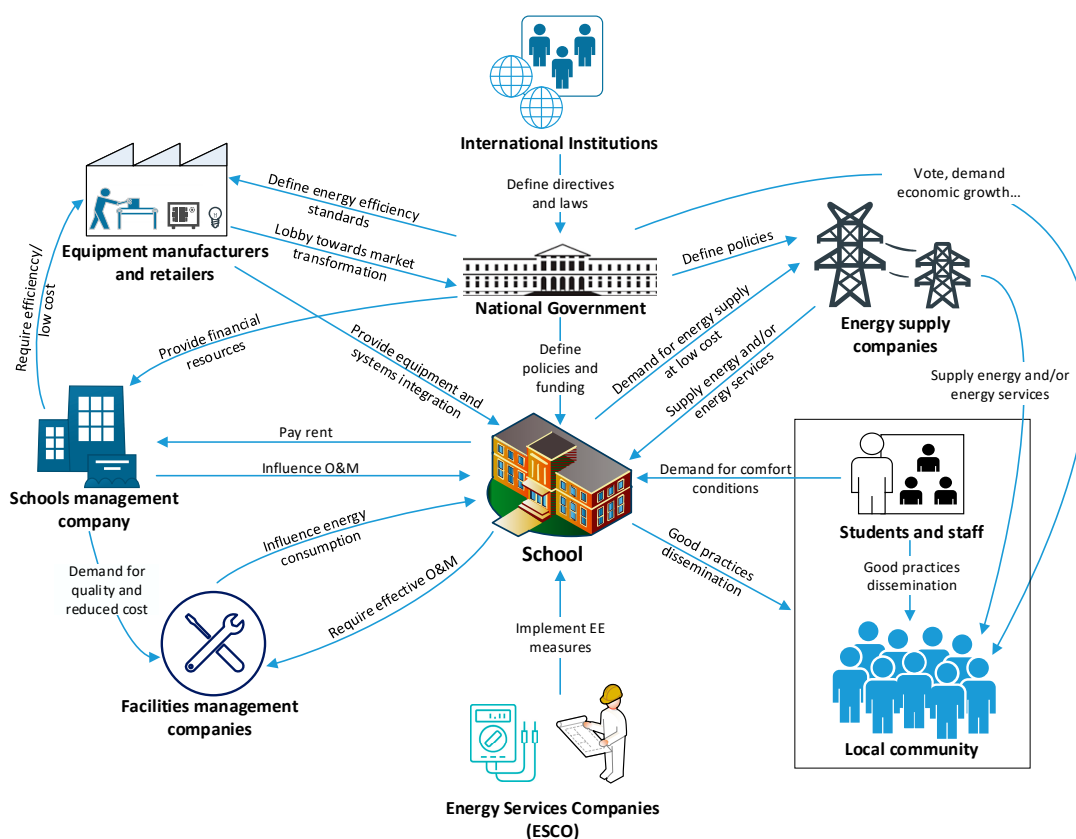 International Institutions
Define directives
and laws
Vote, demand
economic growth...
Define energy efficiency
standards
Equipment manufacturers
and retailers
Lobby towards market
transformation
Define policies
National Government
Energy supply
companies
Require efficienccy/
low cost
Provide financial
resources
Provide equipment and
systems integration
Define
policies and
funding
Demand for energy supply
at low cost
Supply energy and/or
energy services
Supply energy and/or
energy services
Pay rent
Influence O&M
Schools management
company
School
Demand for comfort
conditions
Students and staff
Influence energy
consumption
Good practices
dissemination
Good practices
dissemination
Demand for
quality and
reduced cost
Require effective O&M
Implement EE
measures
Facilities management
companies
1.11
Local community
Energy Services Companies
(ESCO)